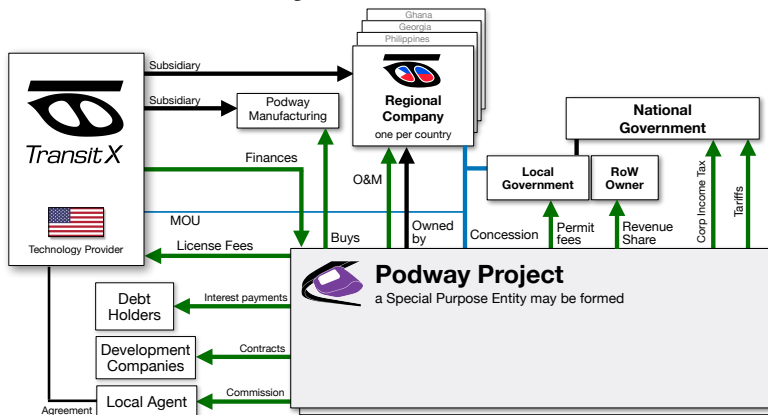 Ghana
Georgia
Philippines
Subsidiary
Subsidiary
Podway
Manufacturing
Regional
Company
one per country
National
Government
Transit X
Technology Provider
Finances
O&M
Local
Government
RoW
Owner
MOU
License Fees
Buys
Owned
by
Concession
Permit
fees
Revenue
Share
Corp Income Tax
Tariffs
Podway Project
a Special Purpose Entity may be formed
Debt
Holders
Interest payments
Development
Companies
Contracts
Local Agent
Commission
Agreement